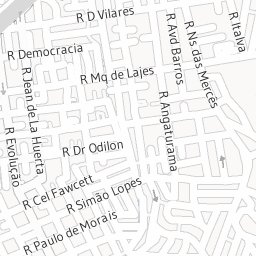 R D Vilares
R Democracia
R Mq de Lajes
R Avd Barros
R Ns das Mercês
R Itaíva
R Jean de La Huerta
R Evolução
R Angaturama
R Dr Odilon
R Cel Fawcett
R Simão Lopes
R Paulo de Morais